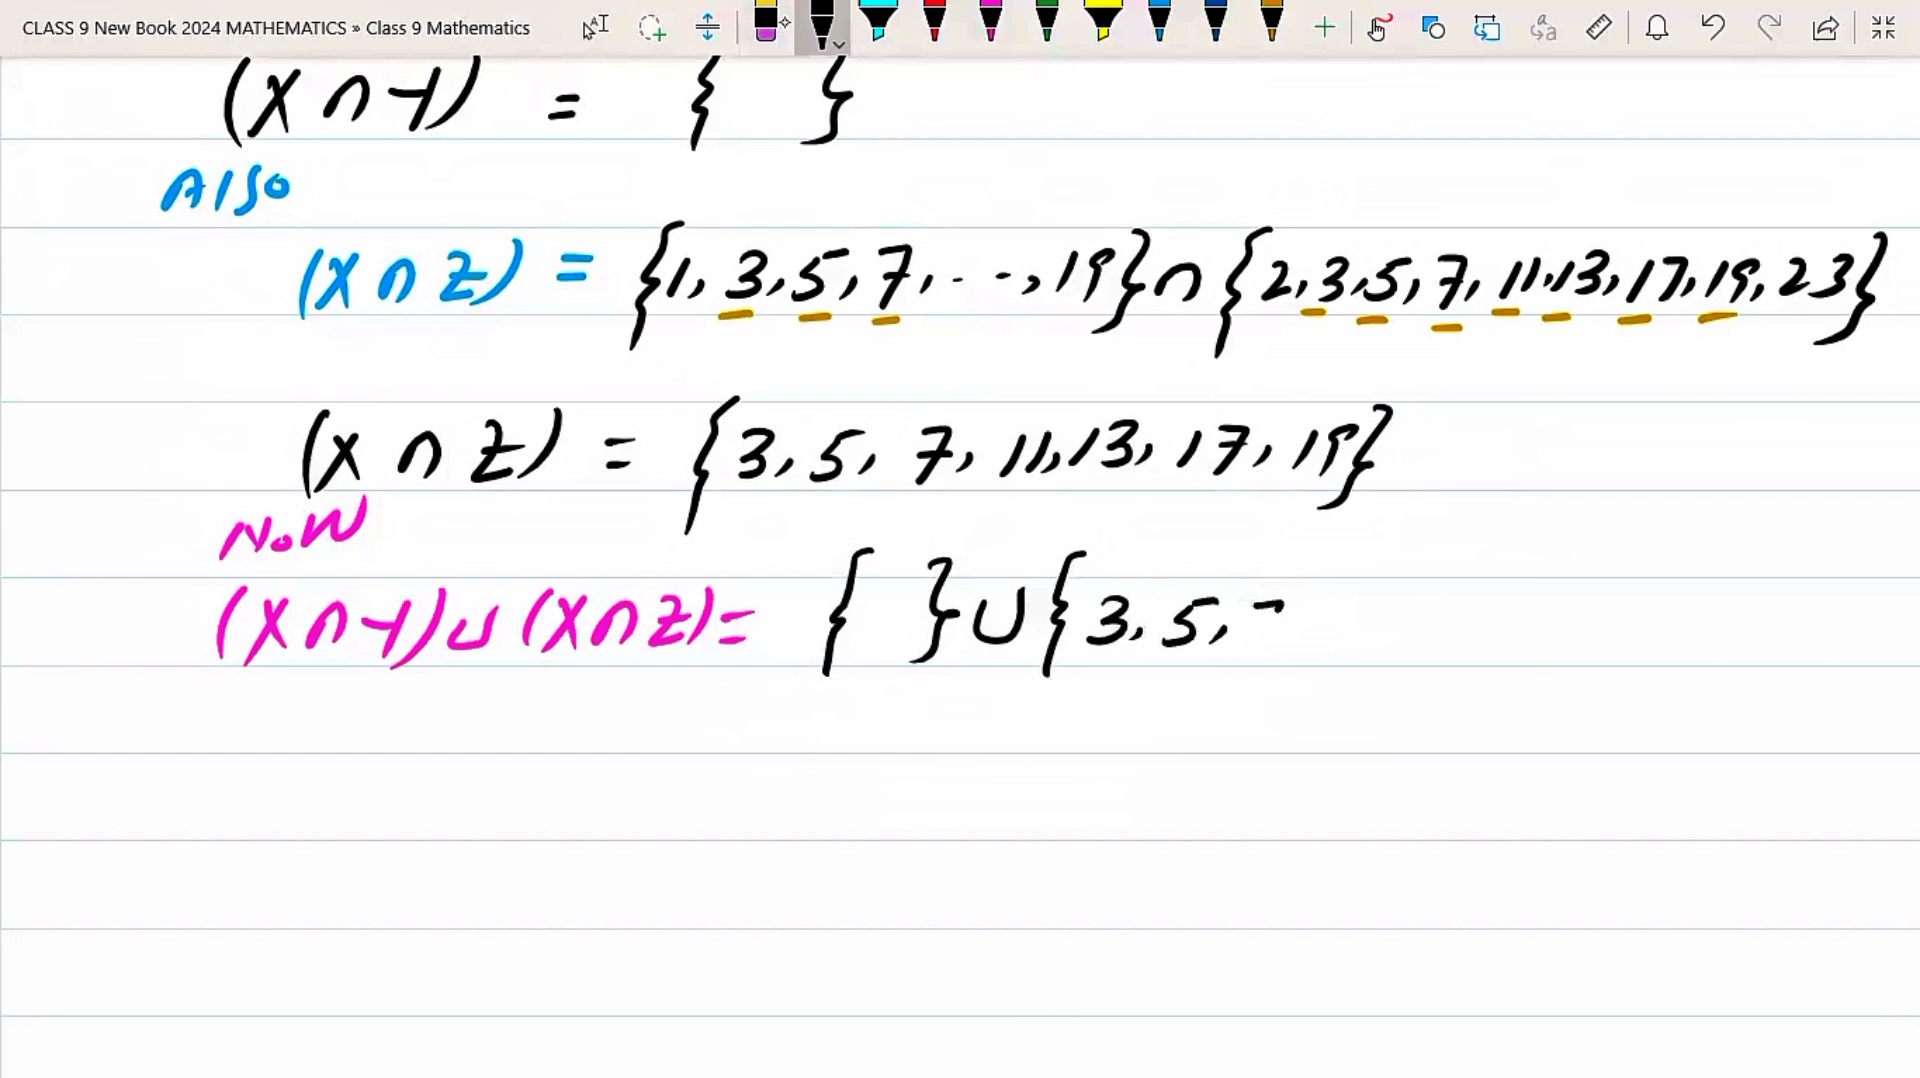 CLASS 9 New Book 2024 MATHEMATICS » Class 9 Mathematics
(X ∩ Y) = { }
Also
(X ∩ Z) = {1, 3, 5, 7, ..., 19} ∩ {2, 3, 5, 7, 11, 13, 17, 19, 23}
(X ∩ Z) = {3, 5, 7, 11, 13, 17, 19}
Now
(X ∩ Y) ∪ (X ∩ Z) = { } ∪ {3, 5,